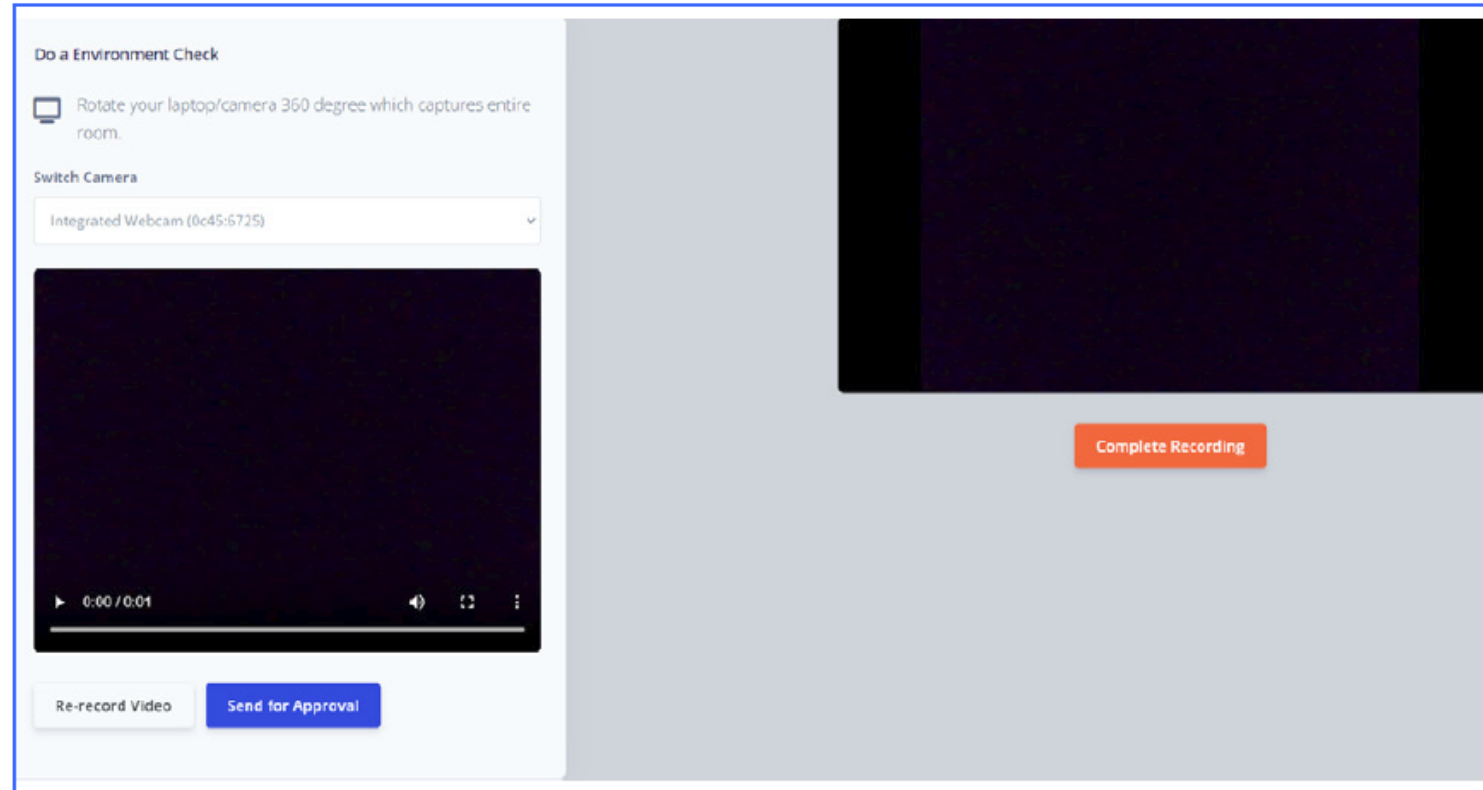 Do a Environment Check
Rotate your laptop/camera 360 degree which captures entire
room.
Switch Camera
Integrated Webcam (0c45:6725)
0:00 / 0:01
Re-record Video
Send for Approval
Complete Recording